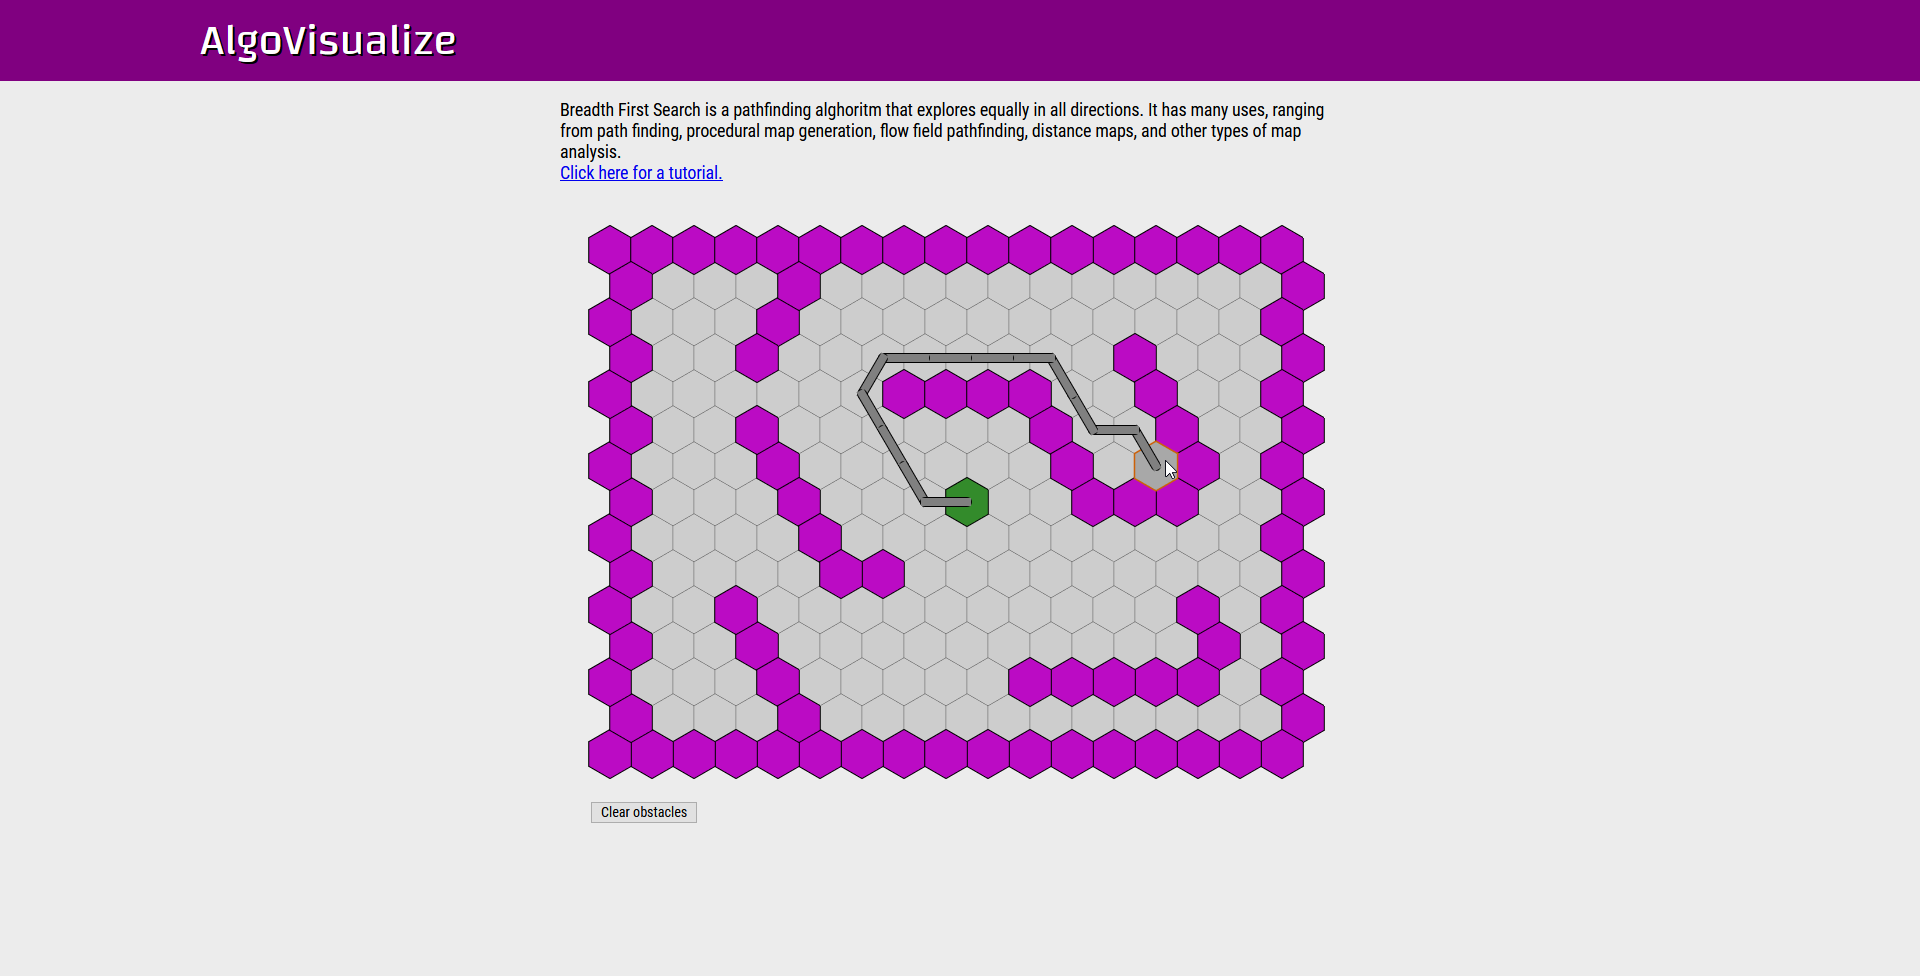 AlgoVisualize
Breadth First Search is a pathfinding alghoritm that explores equally in all directions. It has many uses, ranging
from path finding, procedural map generation, flow field pathfinding, distance maps, and other types of map
analysis.
Click here for a tutorial.
Clear obstacles